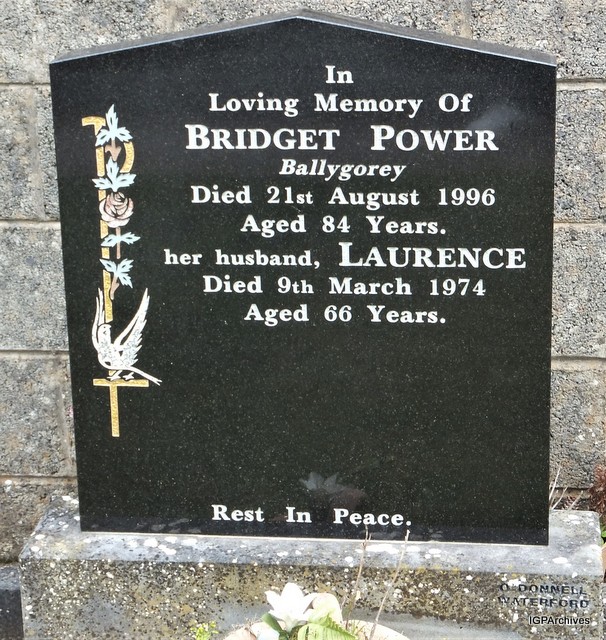 In
Loving Memory Of
BRIDGET POWER
Ballygorey
Died 21st August 1996
Aged 84 Years.
her husband, LAURENCE
Died 9th March 1974
Aged 66 Years.
Rest In Peace.
O'DONNELL
WATERFORD
IGPArchives